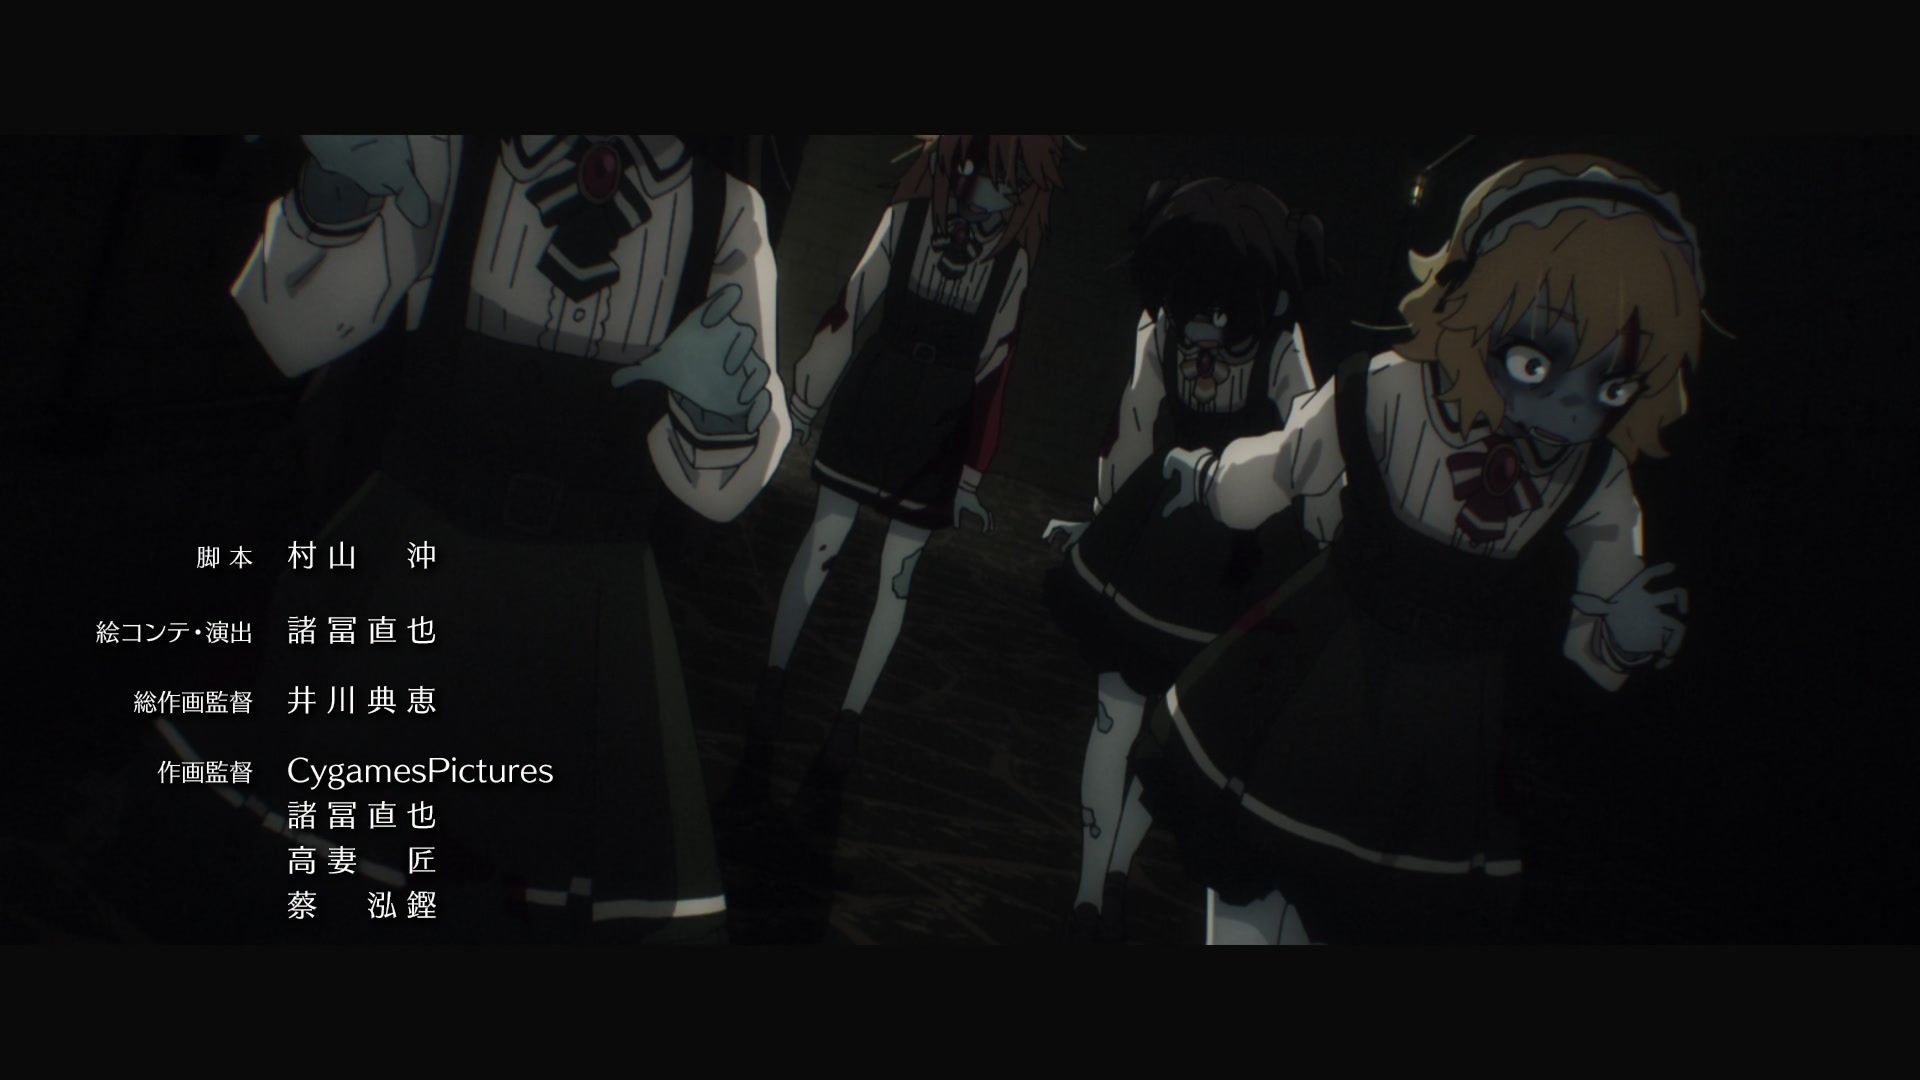 脚本 村山 沖
絵コンテ・演出 諸冨直也
総作画監督 井川典恵
作画監督 CygamesPictures
諸冨直也
高妻 匠
蔡 泓鏗